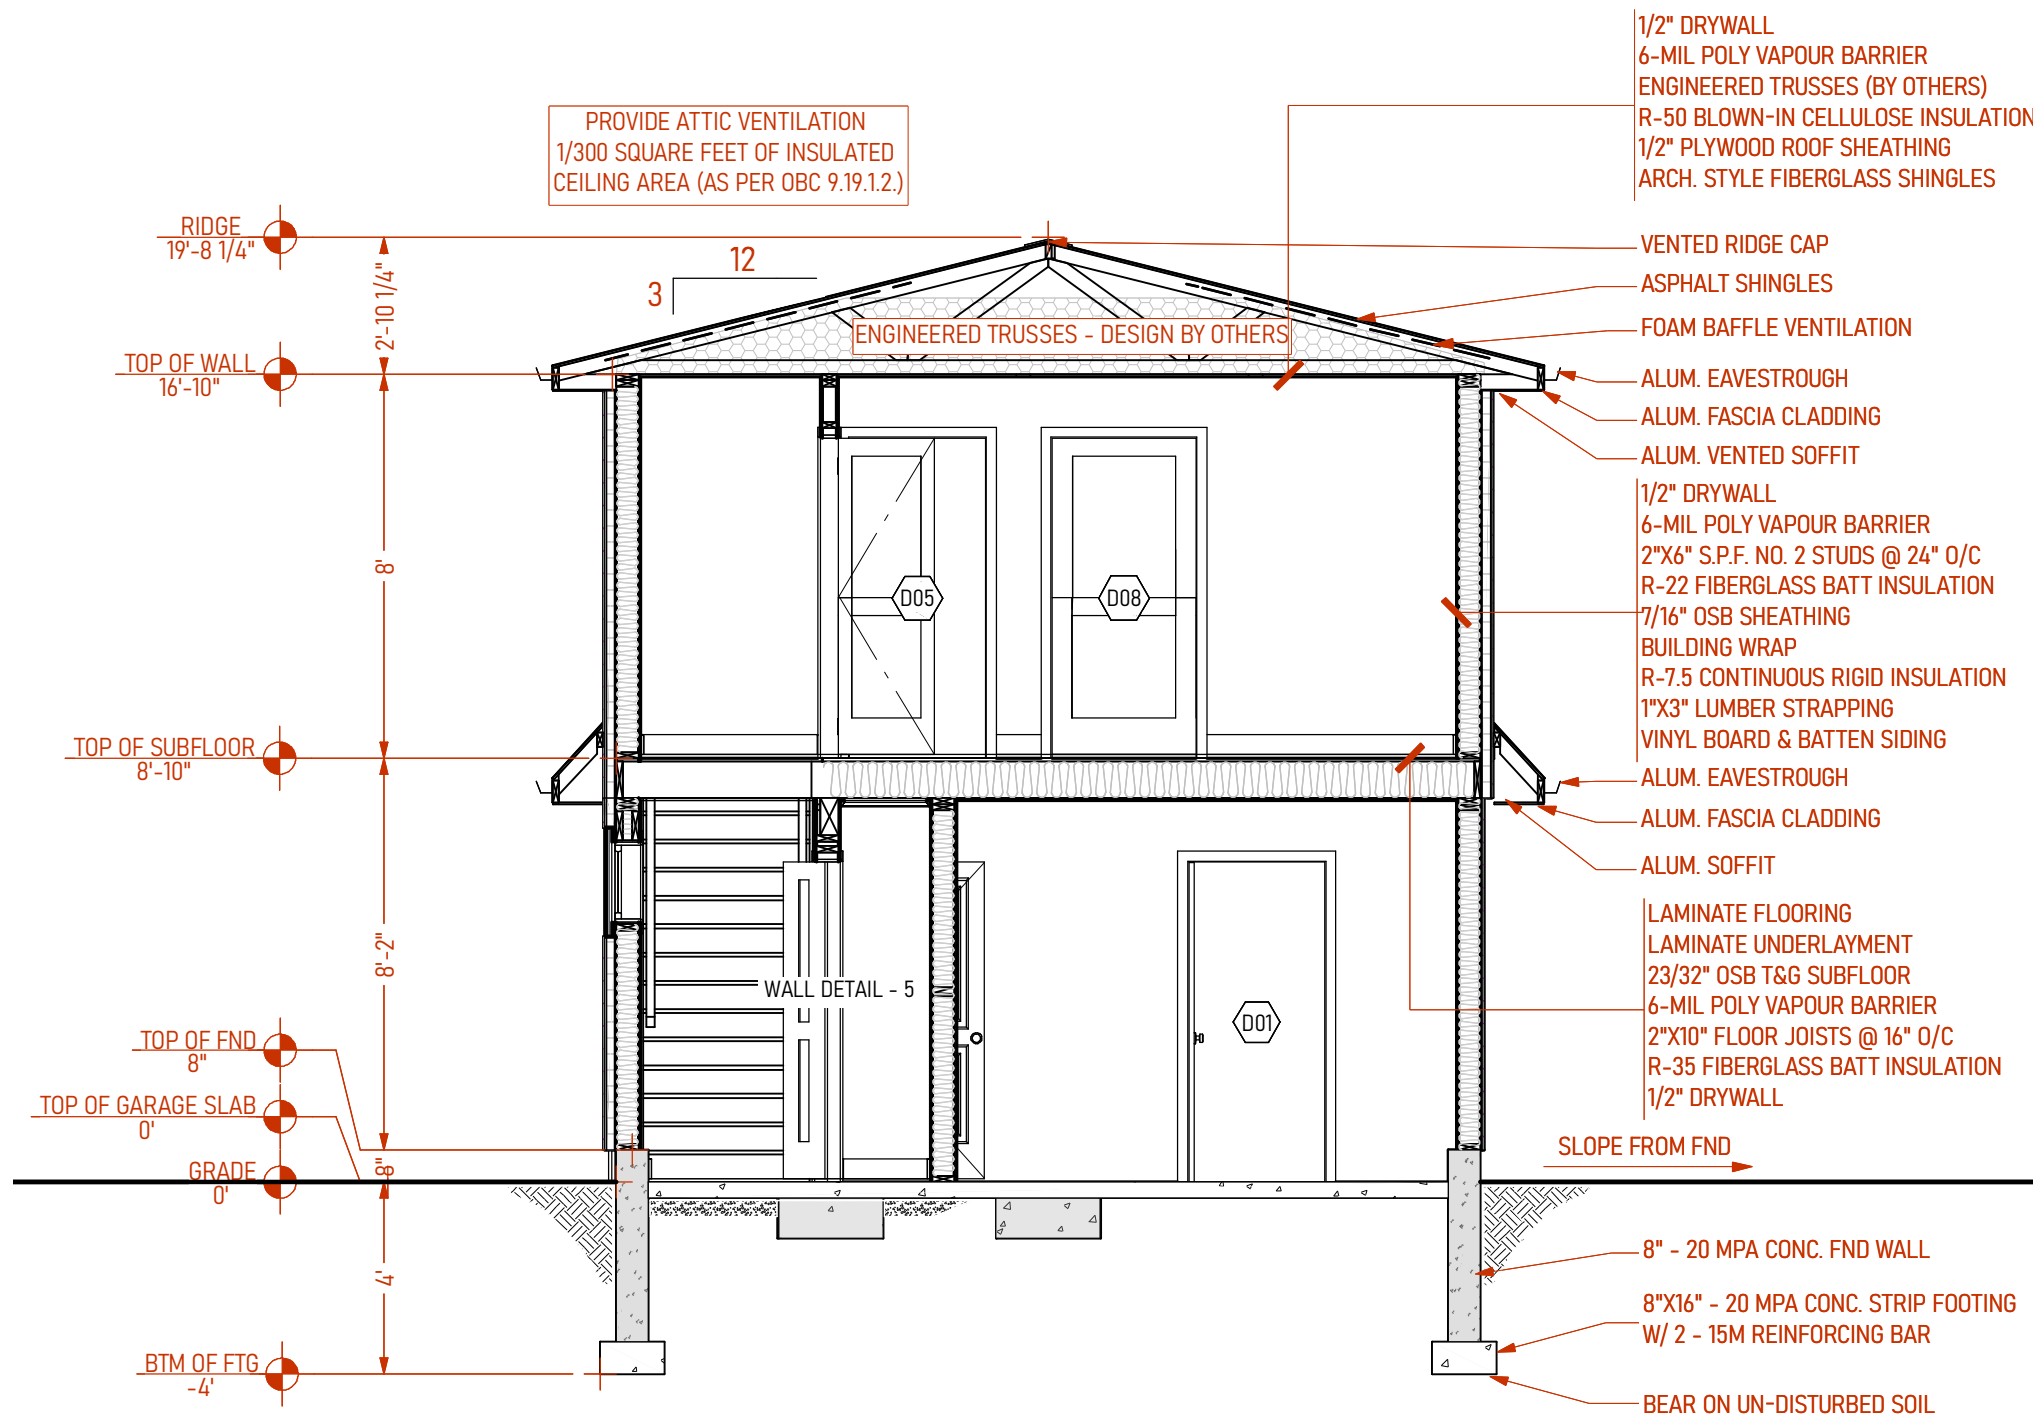 1/2" DRYWALL
6-MIL POLY VAPOUR BARRIER
ENGINEERED TRUSSES (BY OTHERS)
R-50 BLOWN-IN CELLULOSE INSULATION
1/2" PLYWOOD ROOF SHEATHING
ARCH. STYLE FIBERGLASS SHINGLES
PROVIDE ATTIC VENTILATION
1/300 SQUARE FEET OF INSULATED
CEILING AREA (AS PER OBC 9.19.1.2.)
RIDGE
19'-8 1/4"
2'-10 1/4"
12
3
ENGINEERED TRUSSES - DESIGN BY OTHERS
VENTED RIDGE CAP
ASPHALT SHINGLES
FOAM BAFFLE VENTILATION
TOP OF WALL
16'-10"
ALUM. EAVESTROUGH
ALUM. FASCIA CLADDING
ALUM. VENTED SOFFIT
8'
D05
D08
1/2" DRYWALL
6-MIL POLY VAPOUR BARRIER
2"X6" S.P.F. NO. 2 STUDS @ 24" O/C
R-22 FIBERGLASS BATT INSULATION
7/16" OSB SHEATHING
BUILDING WRAP
R-7.5 CONTINUOUS RIGID INSULATION
1"X3" LUMBER STRAPPING
VINYL BOARD & BATTEN SIDING
TOP OF SUBFLOOR
8'-10"
ALUM. EAVESTROUGH
ALUM. FASCIA CLADDING
ALUM. SOFFIT
8'-2"
WALL DETAIL - 5
D01
LAMINATE FLOORING
LAMINATE UNDERLAYMENT
23/32" OSB T&G SUBFLOOR
6-MIL POLY VAPOUR BARRIER
2"X10" FLOOR JOISTS @ 16" O/C
R-35 FIBERGLASS BATT INSULATION
1/2" DRYWALL
TOP OF FND
8"
TOP OF GARAGE SLAB
0'
GRADE
0'
8"
SLOPE FROM FND
4'
8" - 20 MPA CONC. FND WALL
8"X16" - 20 MPA CONC. STRIP FOOTING
W/ 2 - 15M REINFORCING BAR
BTM OF FTG
-4'
BEAR ON UN-DISTURBED SOIL